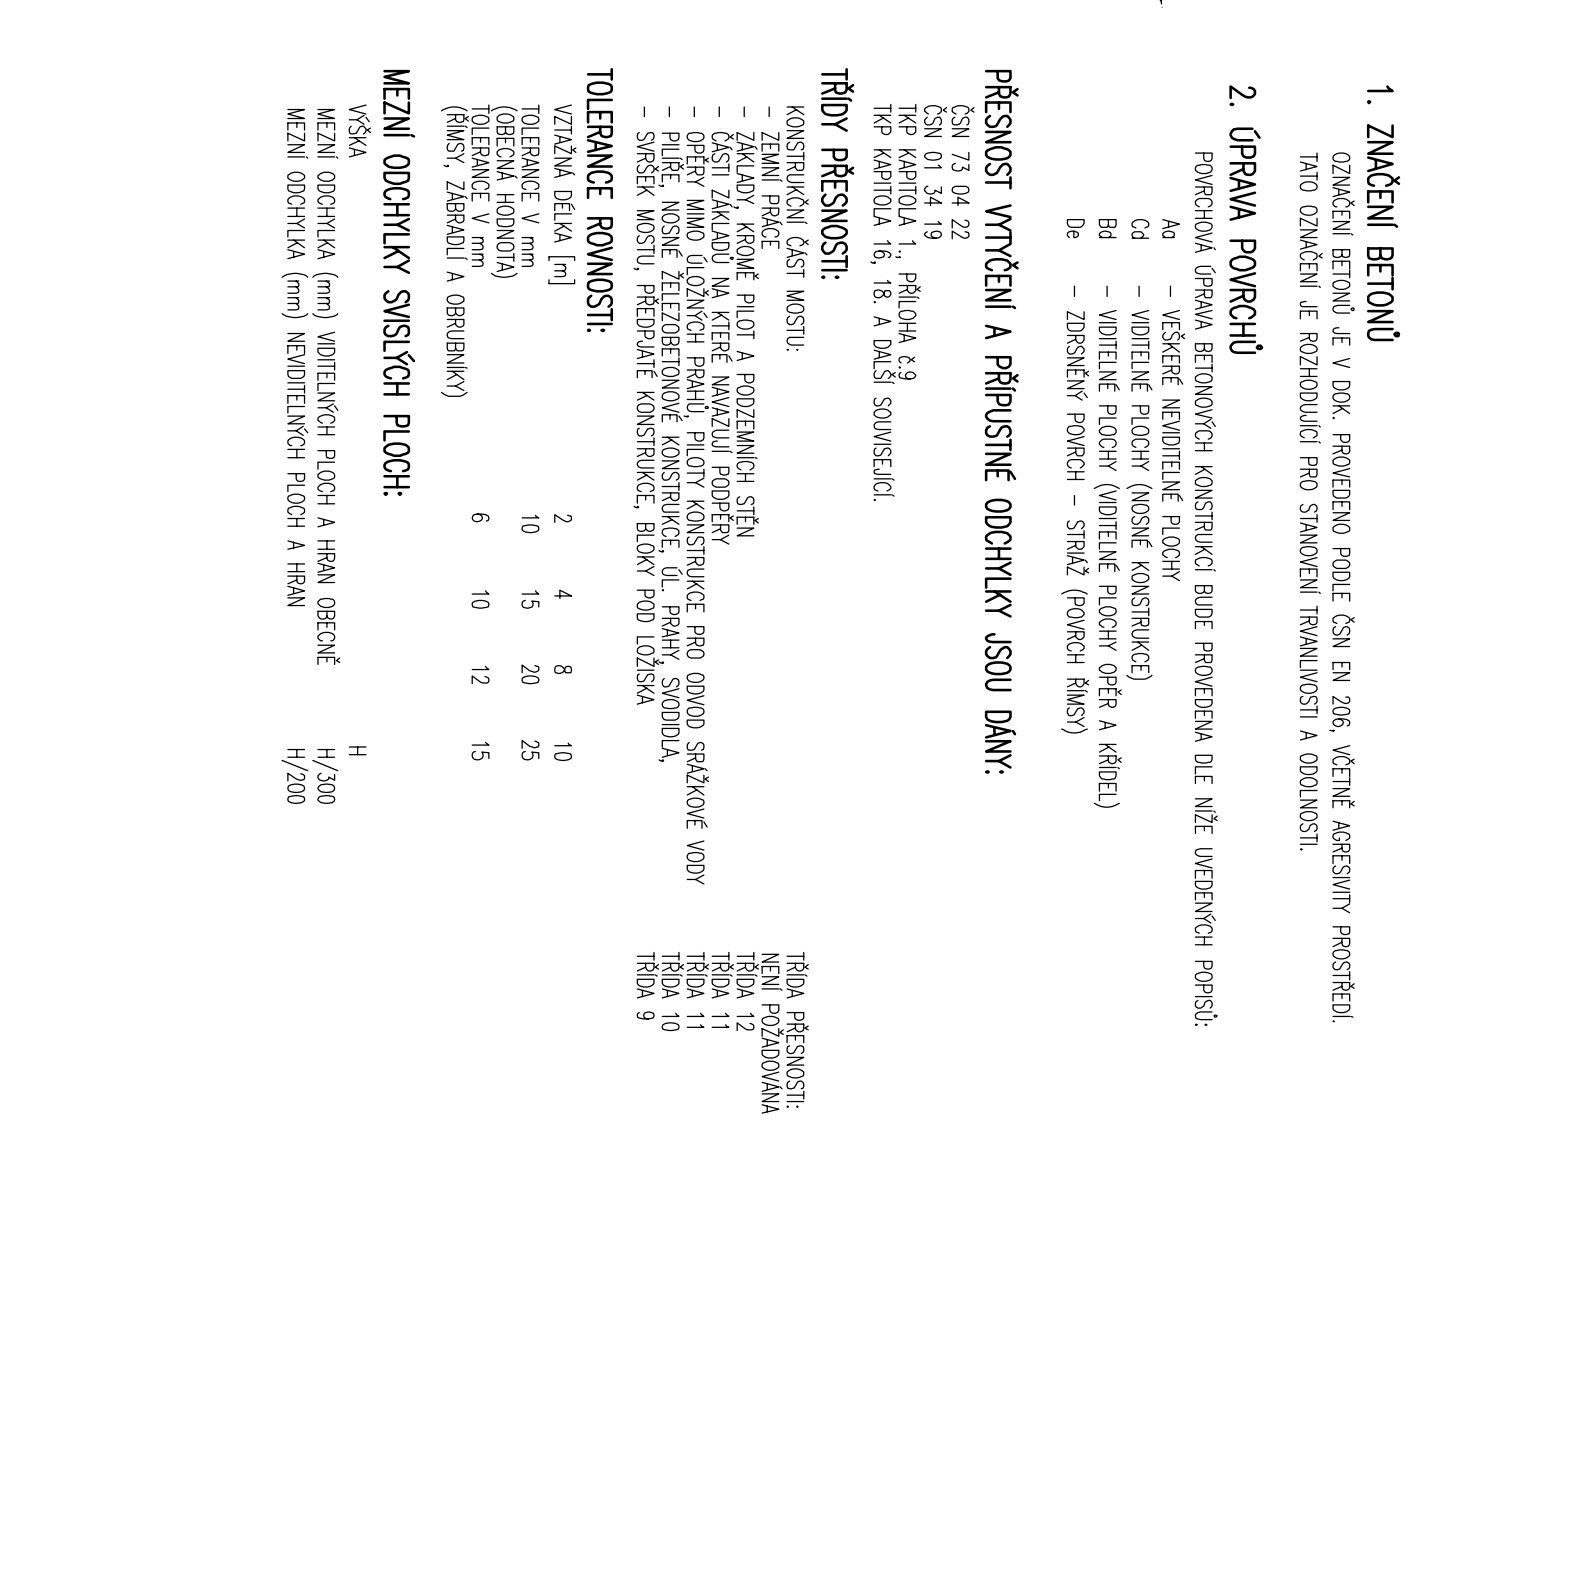 1. ZNAČENÍ BETONŮ
OZNAČENÍ BETONŮ JE V DOK. PROVEDENO PODLE ČSN EN 206, VČETNĚ AGRESIVITY PROSTŘEDÍ.
TATO OZNAČENÍ JE ROZHODUJÍCÍ PRO STANOVENÍ TRVANLIVOSTI A ODOLNOSTI.
2. ÚPRAVA POVRCHŮ
POVRCHOVÁ ÚPRAVA BETONOVÝCH KONSTRUKCÍ BUDE PROVEDENA DLE NÍŽE UVEDENÝCH POPISŮ:
Aa – VEŠKERÉ NEVIDITELNÉ PLOCHY
Cd – VIDITELNÉ PLOCHY (NOSNÉ KONSTRUKCE)
Bd – VIDITELNÉ PLOCHY (VIDITELNÉ PLOCHY OPĚR A KŘÍDEL)
De – ZDRSNĚNÝ POVRCH – STRIÁŽ (POVRCH ŘÍMSY)
PŘESNOST VYTYČENÍ A PŘÍPUSTNÉ ODCHYLKY JSOU DÁNY:
ČSN 73 04 22
ČSN 01 34 19
TKP KAPITOLA 1., PŘÍLOHA č.9
TKP KAPITOLA 16, 18. A DALŠÍ SOUVISEJÍCÍ.
TŘÍDY PŘESNOSTI:
KONSTRUKČNÍ ČÁST MOSTU: TŘÍDA PŘESNOSTI:
– ZEMNÍ PRÁCE NENÍ POŽADOVÁNA
– ZÁKLADY, KROMĚ PILOT A PODZEMNÍCH STĚN TŘÍDA 12
– ČÁSTI ZÁKLADŮ NA KTERÉ NAVAZUJÍ PODPĚRY TŘÍDA 11
– OPĚRY MIMO ÚLOŽNÝCH PRAHŮ, PILOTY KONSTRUKCE PRO ODVOD SRÁŽKOVÉ VODY TŘÍDA 11
– PILÍŘE, NOSNÉ ŽELEZOBETONOVÉ KONSTRUKCE, ÚL. PRAHY, SVODIDLA, TŘÍDA 10
– SVRŠEK MOSTU, PŘEDPJATÉ KONSTRUKCE, BLOKY POD LOŽISKA TŘÍDA 9
TOLERANCE ROVNOSTI:
VZTAŽNÁ DÉLKA [m] 2 4 8 10
TOLERANCE V mm 10 15 20 25
(OBECNÁ HODNOTA)
TOLERANCE V mm 6 10 12 15
(ŘÍMSY, ZÁBRADLÍ A OBRUBNÍKY)
MEZNÍ ODCHYLKY SVISLÝCH PLOCH:
VÝŠKA H
MEZNÍ ODCHYLKA (mm) VIDITELNÝCH PLOCH A HRAN OBECNĚ H/300
MEZNÍ ODCHYLKA (mm) NEVIDITELNÝCH PLOCH A HRAN H/200